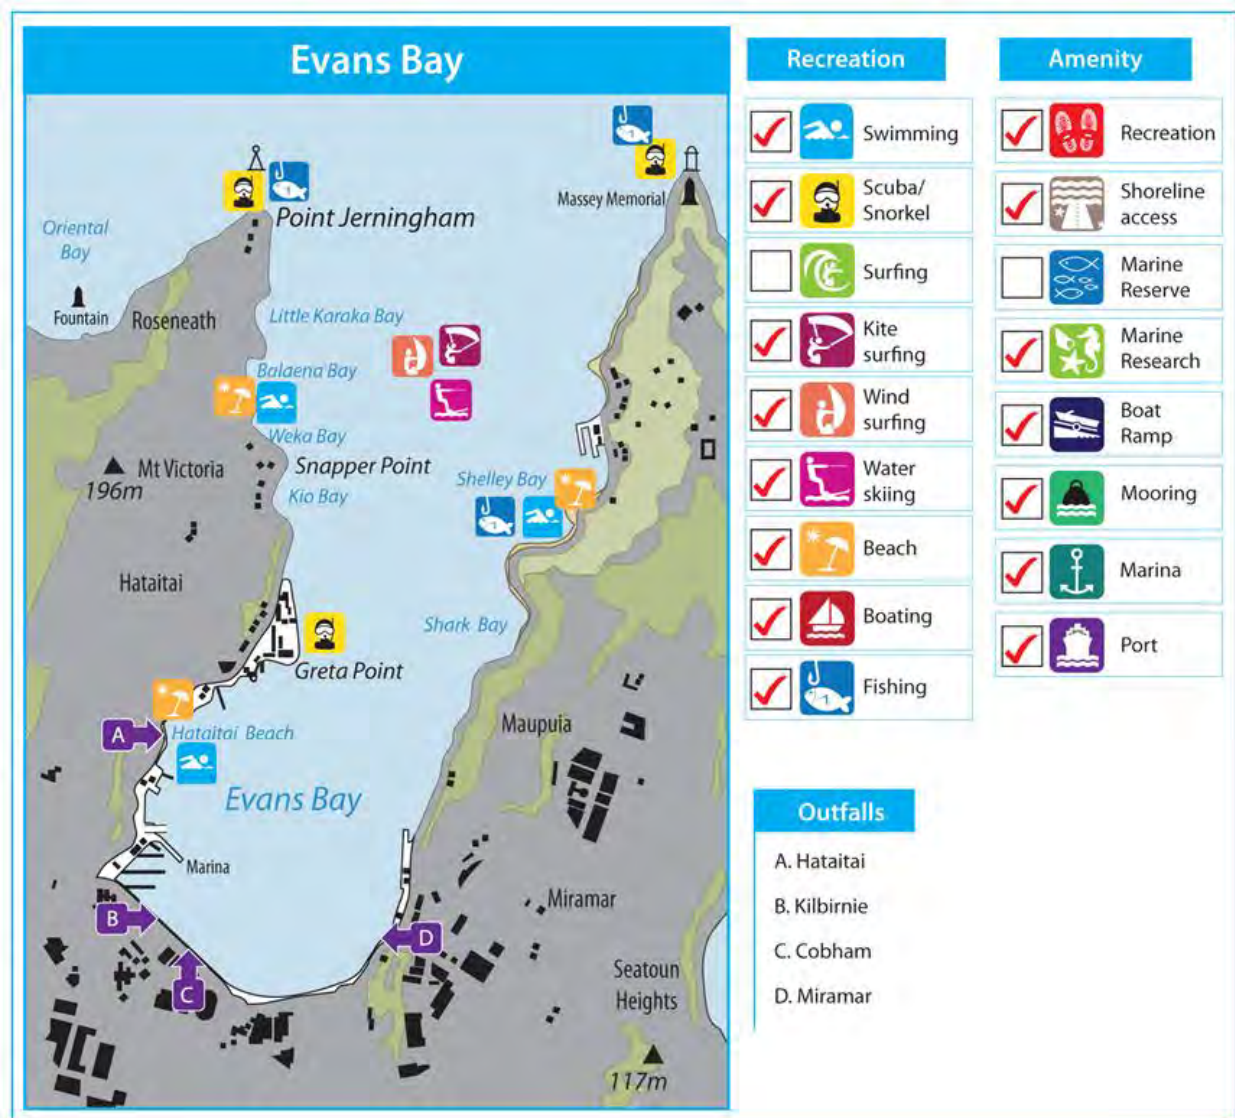 Evans Bay
Massey Memorial
Point Jerningham
Oriental
Bay
Fountain
Roseneath
Little Karaka Bay
Balaena Bay
Weka Bay
Mt Victoria
196m
Snapper Point
Kio Bay
Shelley Bay
Hataitai
Shark Bay
Greta Point
Maupuia
A
Hataitai Beach
Evans Bay
Marina
Miramar
B
C
D
Seatoun
Heights
117m
Recreation
Swimming
Scuba/
Snorkel
Surfing
Kite
surfing
Wind
surfing
Water
skiing
Beach
Boating
Fishing
Amenity
Recreation
Shoreline
access
Marine
Reserve
Marine
Research
Boat
Ramp
Mooring
Marina
Port
Outfalls
A. Hataitai
B. Kilbirnie
C. Cobham
D. Miramar